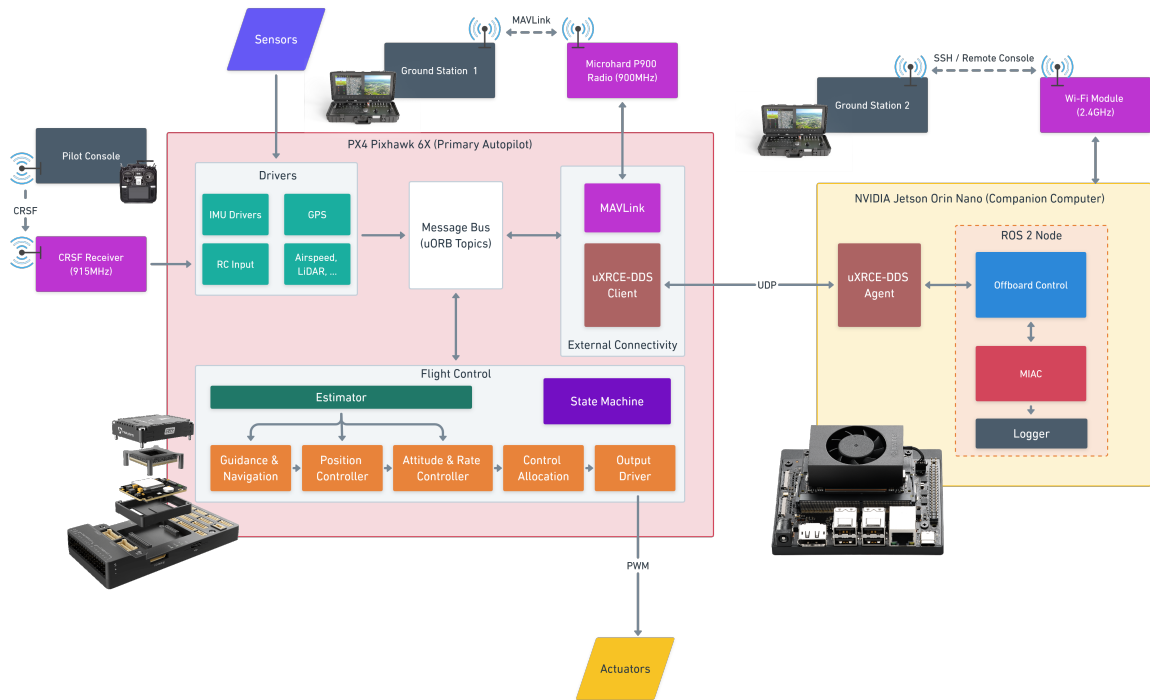 Sensors
MAVLink
Ground Station 1
Microhard P900
Radio (900MHz)
SSH / Remote Console
Ground Station 2
Wi-Fi Module
(2.4GHz)
Pilot Console
CRSF
CRSF Receiver
(915MHz)
PX4 Pixhawk 6X (Primary Autopilot)
Drivers
IMU Drivers
GPS
RC Input
Airspeed,
LiDAR, ...
Message Bus
(uORB Topics)
MAVLink
uXRCE-DDS
Client
External Connectivity
UDP
NVIDIA Jetson Orin Nano (Companion Computer)
ROS 2 Node
uXRCE-DDS
Agent
Offboard Control
MIAC
Logger
Flight Control
Estimator
State Machine
Guidance &
Navigation
Position
Controller
Attitude & Rate
Controller
Control
Allocation
Output
Driver
PWM
Actuators